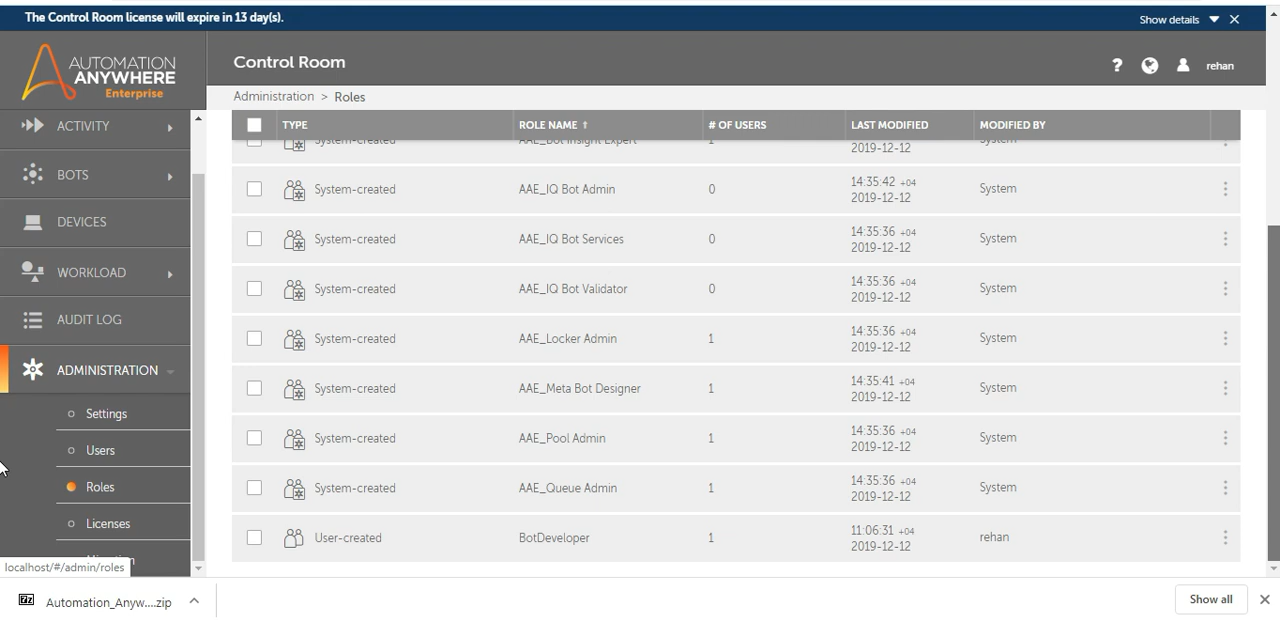 The Control Room license will expire in 13 day(s).
Show details
AUTOMATION
ANYWHERE
Enterprise
Control Room
? rehan
Administration > Roles
TYPE ROLE NAME ↑ # OF USERS LAST MODIFIED MODIFIED BY
System-created AAE_Bot Insight Expert 1 2019-12-12 System
System-created AAE_IQ Bot Admin 0 14:35:42 +04 System
2019-12-12
System-created AAE_IQ Bot Services 0 14:35:36 +04 System
2019-12-12
System-created AAE_IQ Bot Validator 0 14:35:36 +04 System
2019-12-12
System-created AAE_Locker Admin 1 14:35:36 +04 System
2019-12-12
System-created AAE_Meta Bot Designer 1 14:35:41 +04 System
2019-12-12
System-created AAE_Pool Admin 1 14:35:36 +04 System
2019-12-12
System-created AAE_Queue Admin 1 14:35:36 +04 System
2019-12-12
User-created BotDeveloper 1 11:06:31 +04 rehan
2019-12-12
ACTIVITY
BOTS
DEVICES
WORKLOAD
AUDIT LOG
ADMINISTRATION
Settings
Users
Roles
Licenses
localhost/#/admin/roles
Automation_Anyw....zip
Show all